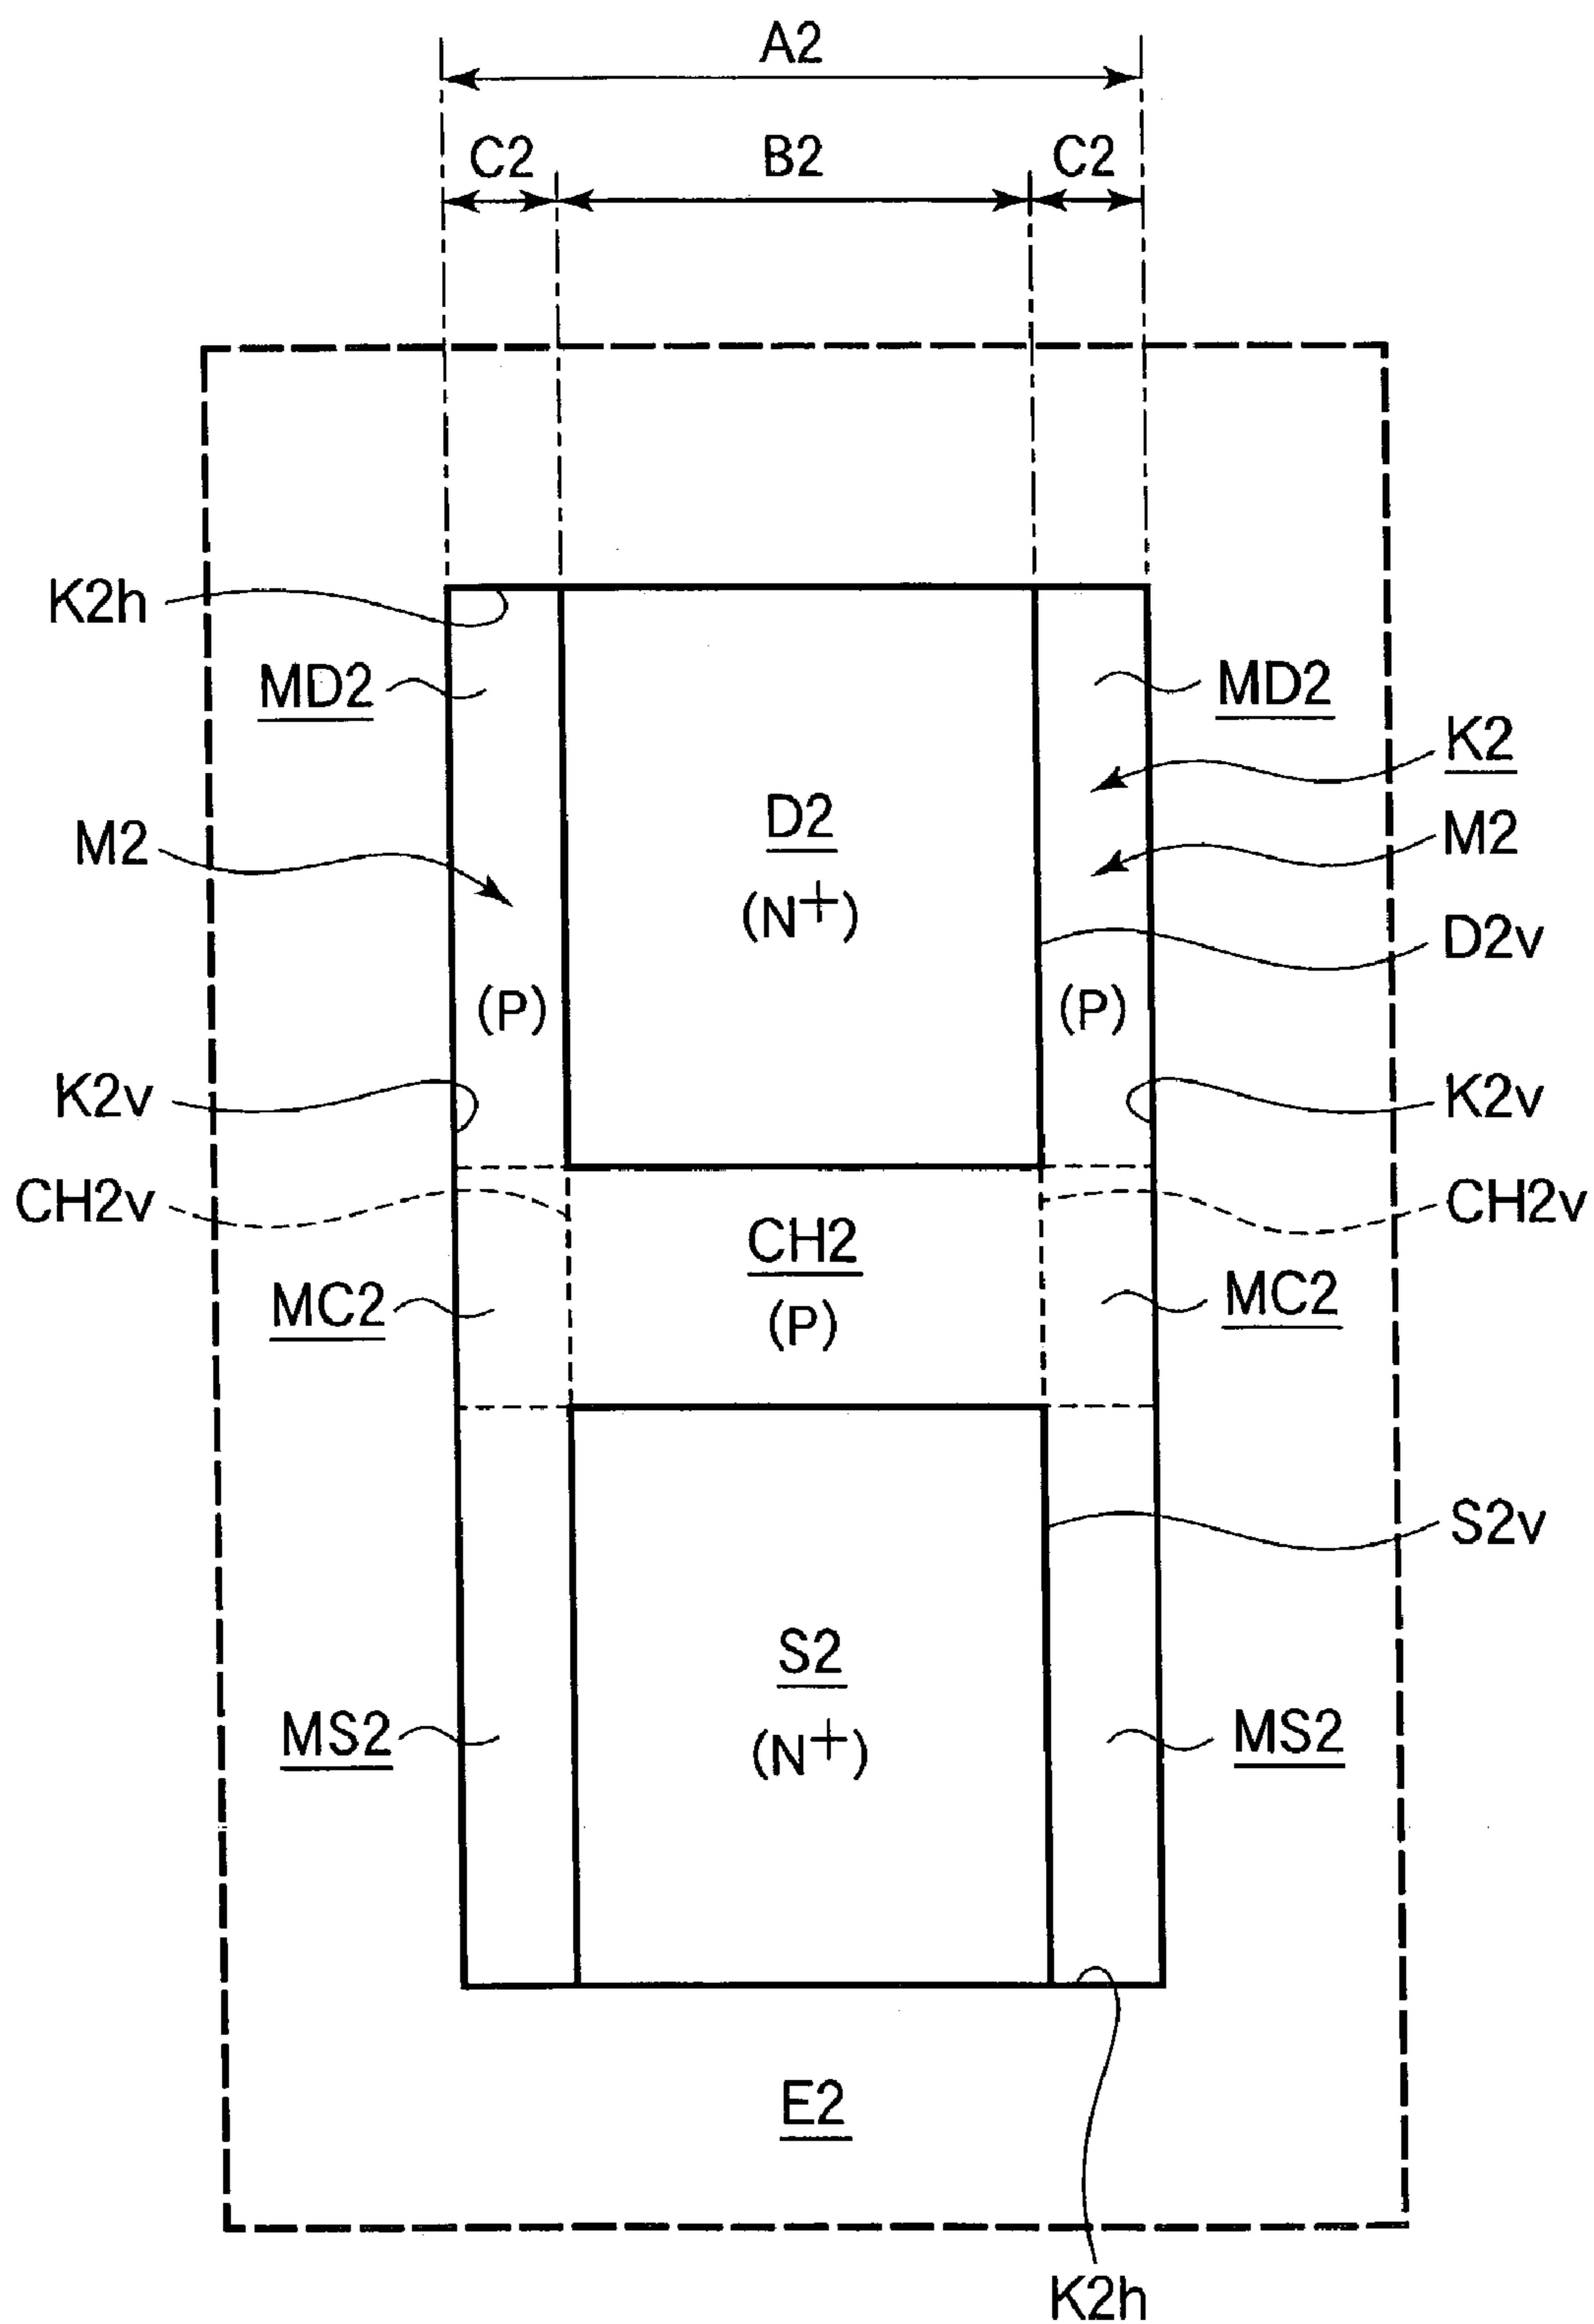 A2
C2 B2 C2
K2h
MD2 MD2
K2
D2
M2 M2
(N+)
D2v
(P) (P)
K2v K2v
CH2v CH2v
CH2
MC2 MC2
(P)
S2v
S2
MS2 MS2
(N+)
E2
K2h